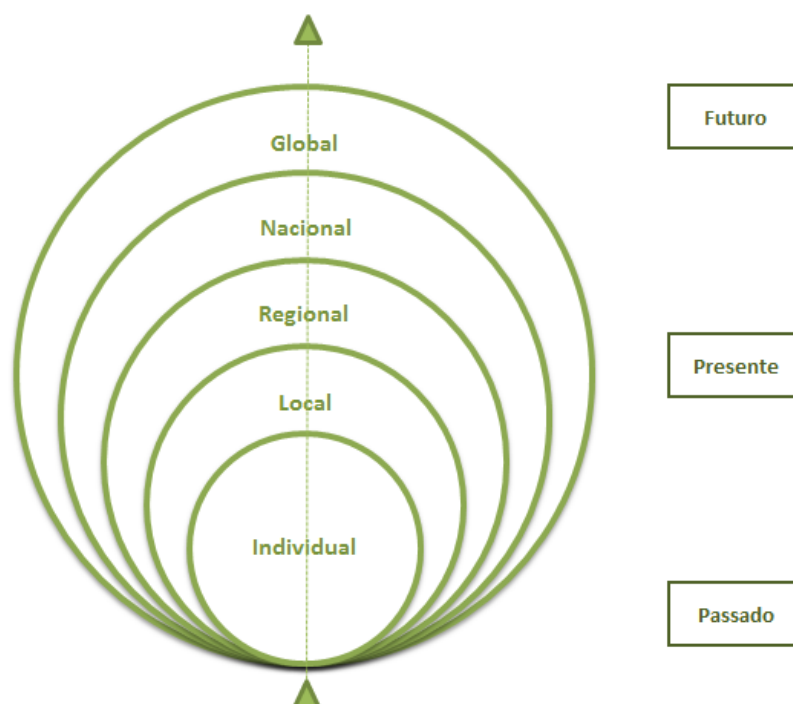 Futuro
Global
Nacional
Regional
Presente
Local
Individual
Passado